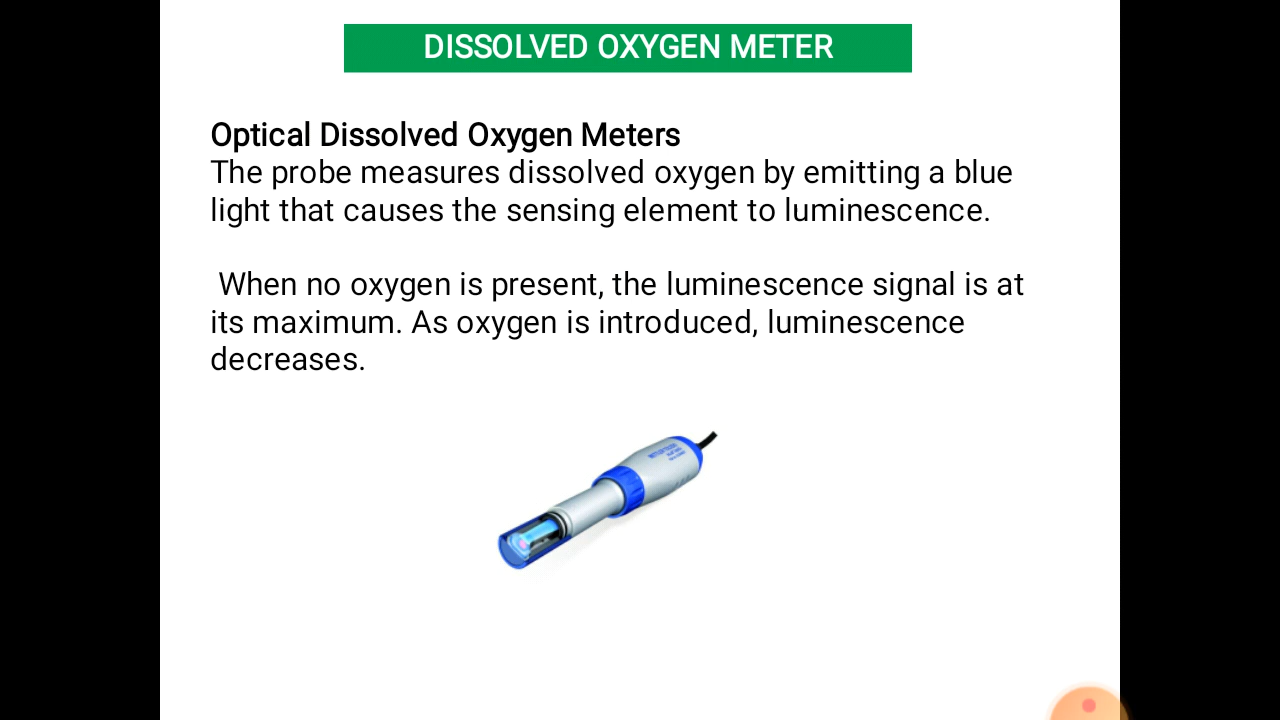 DISSOLVED OXYGEN METER
Optical Dissolved Oxygen Meters
The probe measures dissolved oxygen by emitting a blue
light that causes the sensing element to luminescence.
When no oxygen is present, the luminescence signal is at
its maximum. As oxygen is introduced, luminescence
decreases.